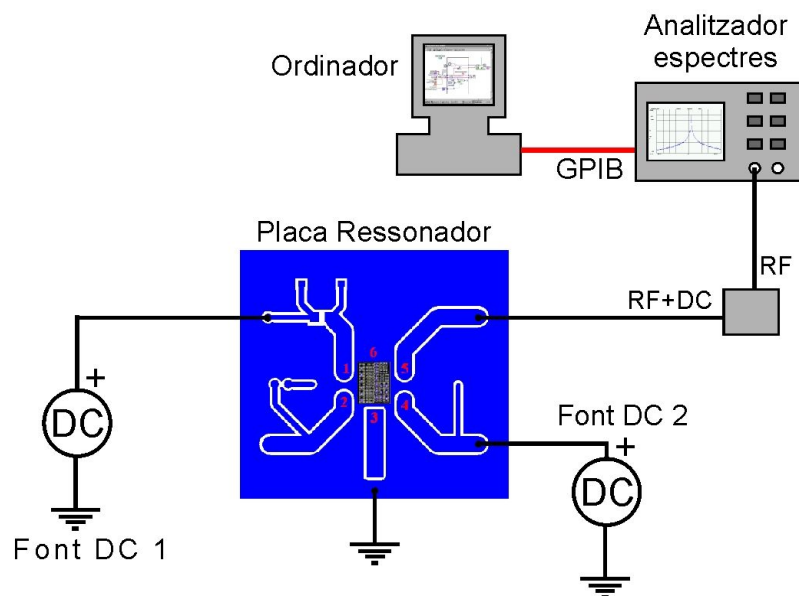 Analitzador
espectres
Ordinador
GPIB
Placa Ressonador
RF
RF+DC
6
1
5
2
4
3
+
DC
Font DC 1
Font DC 2
+
DC